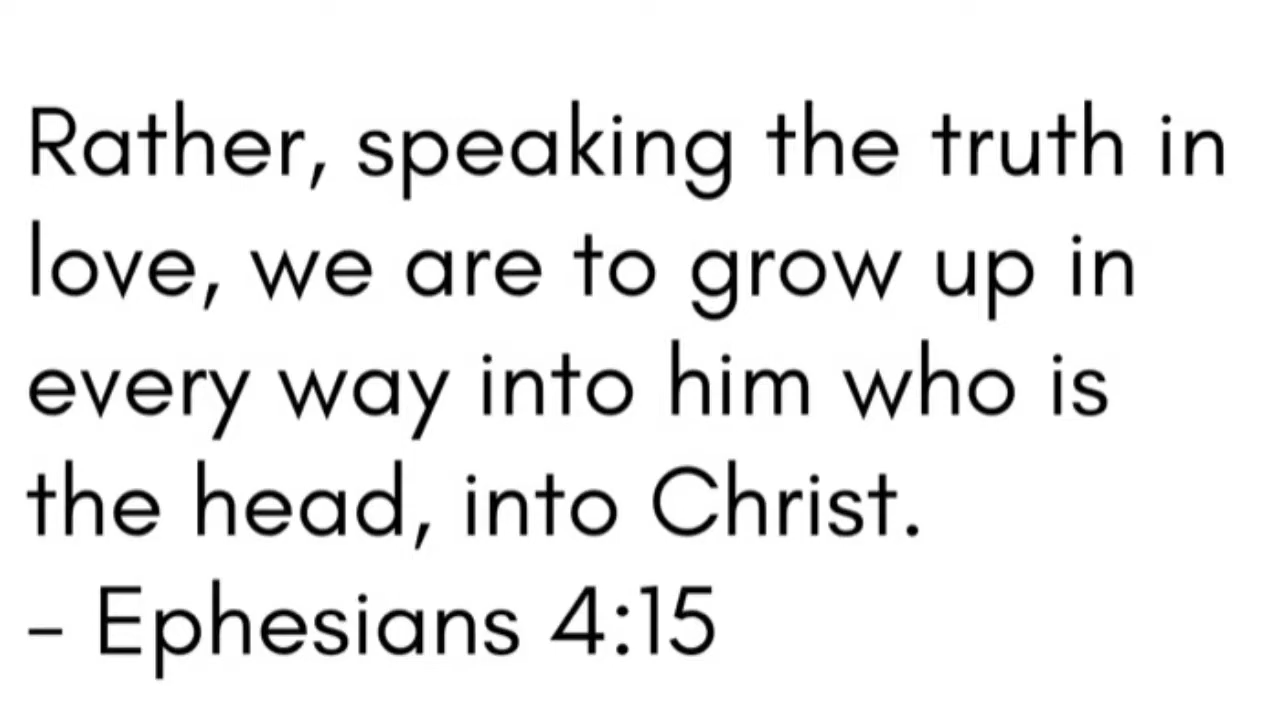 Rather, speaking the truth in
love, we are to grow up in
every way into him who is
the head, into Christ.
– Ephesians 4:15